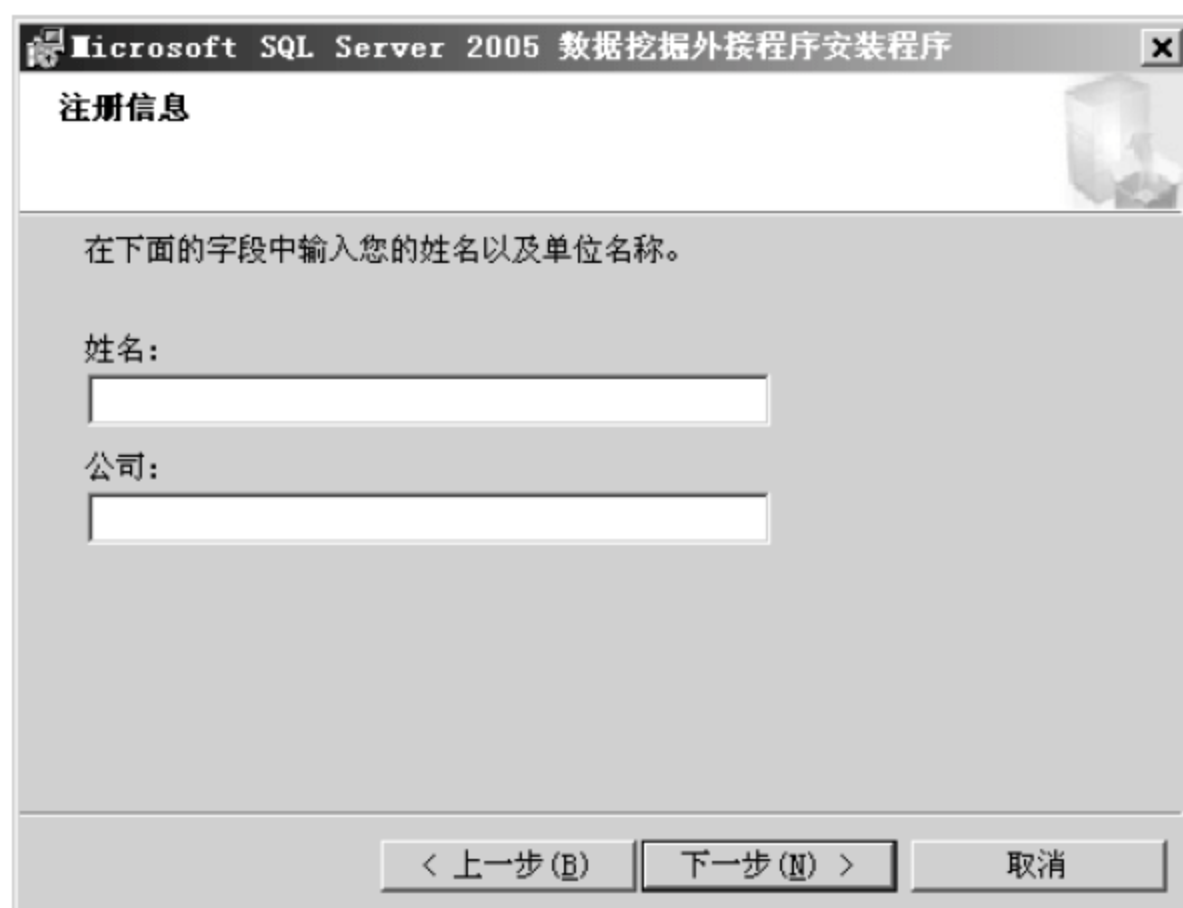 Microsoft SQL Server 2005 数据挖掘外接程序安装程序
注册信息
在下面的字段中输入您的姓名以及单位名称。
姓名:
公司:
< 上一步(B)
下一步(N) >
取消